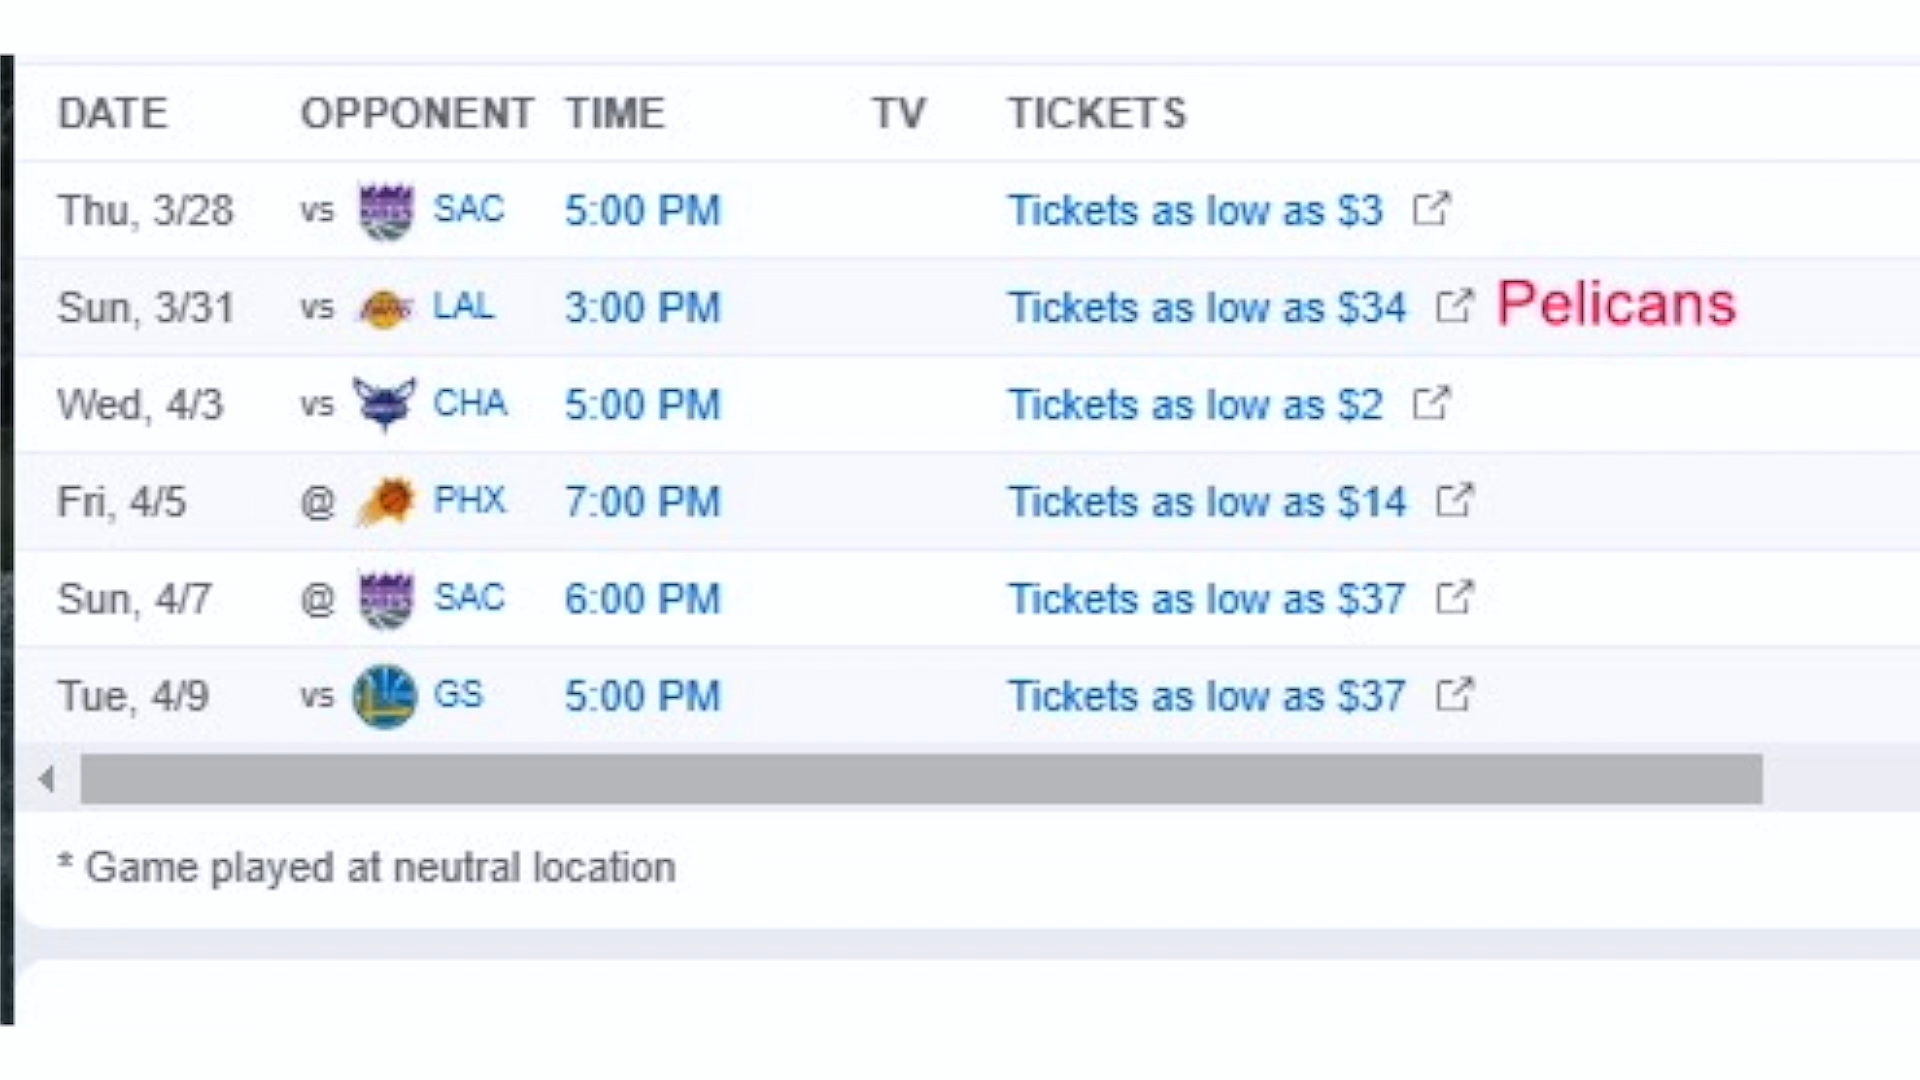 DATE OPPONENT TIME TV TICKETS
Thu, 3/28 vs SAC 5:00 PM Tickets as low as $3
Sun, 3/31 vs LAL 3:00 PM Tickets as low as $34 Pelicans
Wed, 4/3 vs CHA 5:00 PM Tickets as low as $2
Fri, 4/5 @ PHX 7:00 PM Tickets as low as $14
Sun, 4/7 @ SAC 6:00 PM Tickets as low as $37
Tue, 4/9 vs GS 5:00 PM Tickets as low as $37
* Game played at neutral location